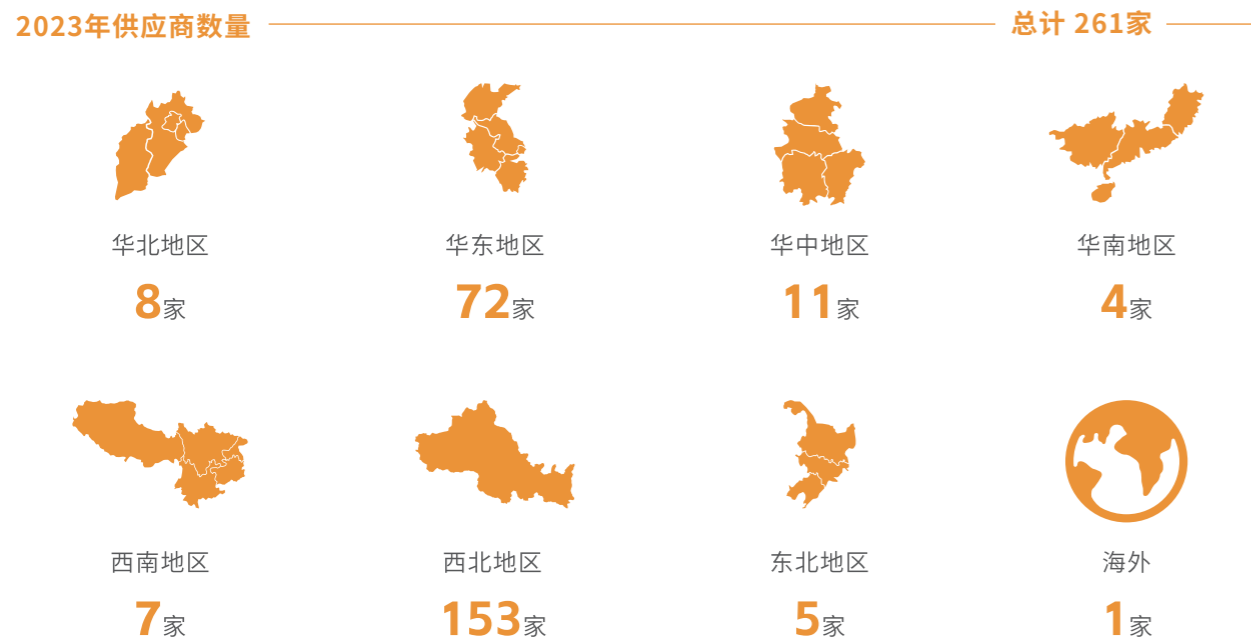 2023年供应商数量 总计 261家
华北地区 华东地区 华中地区 华南地区
8家 72家 11家 4家
西南地区 西北地区 东北地区 海外
7家 153家 5家 1家